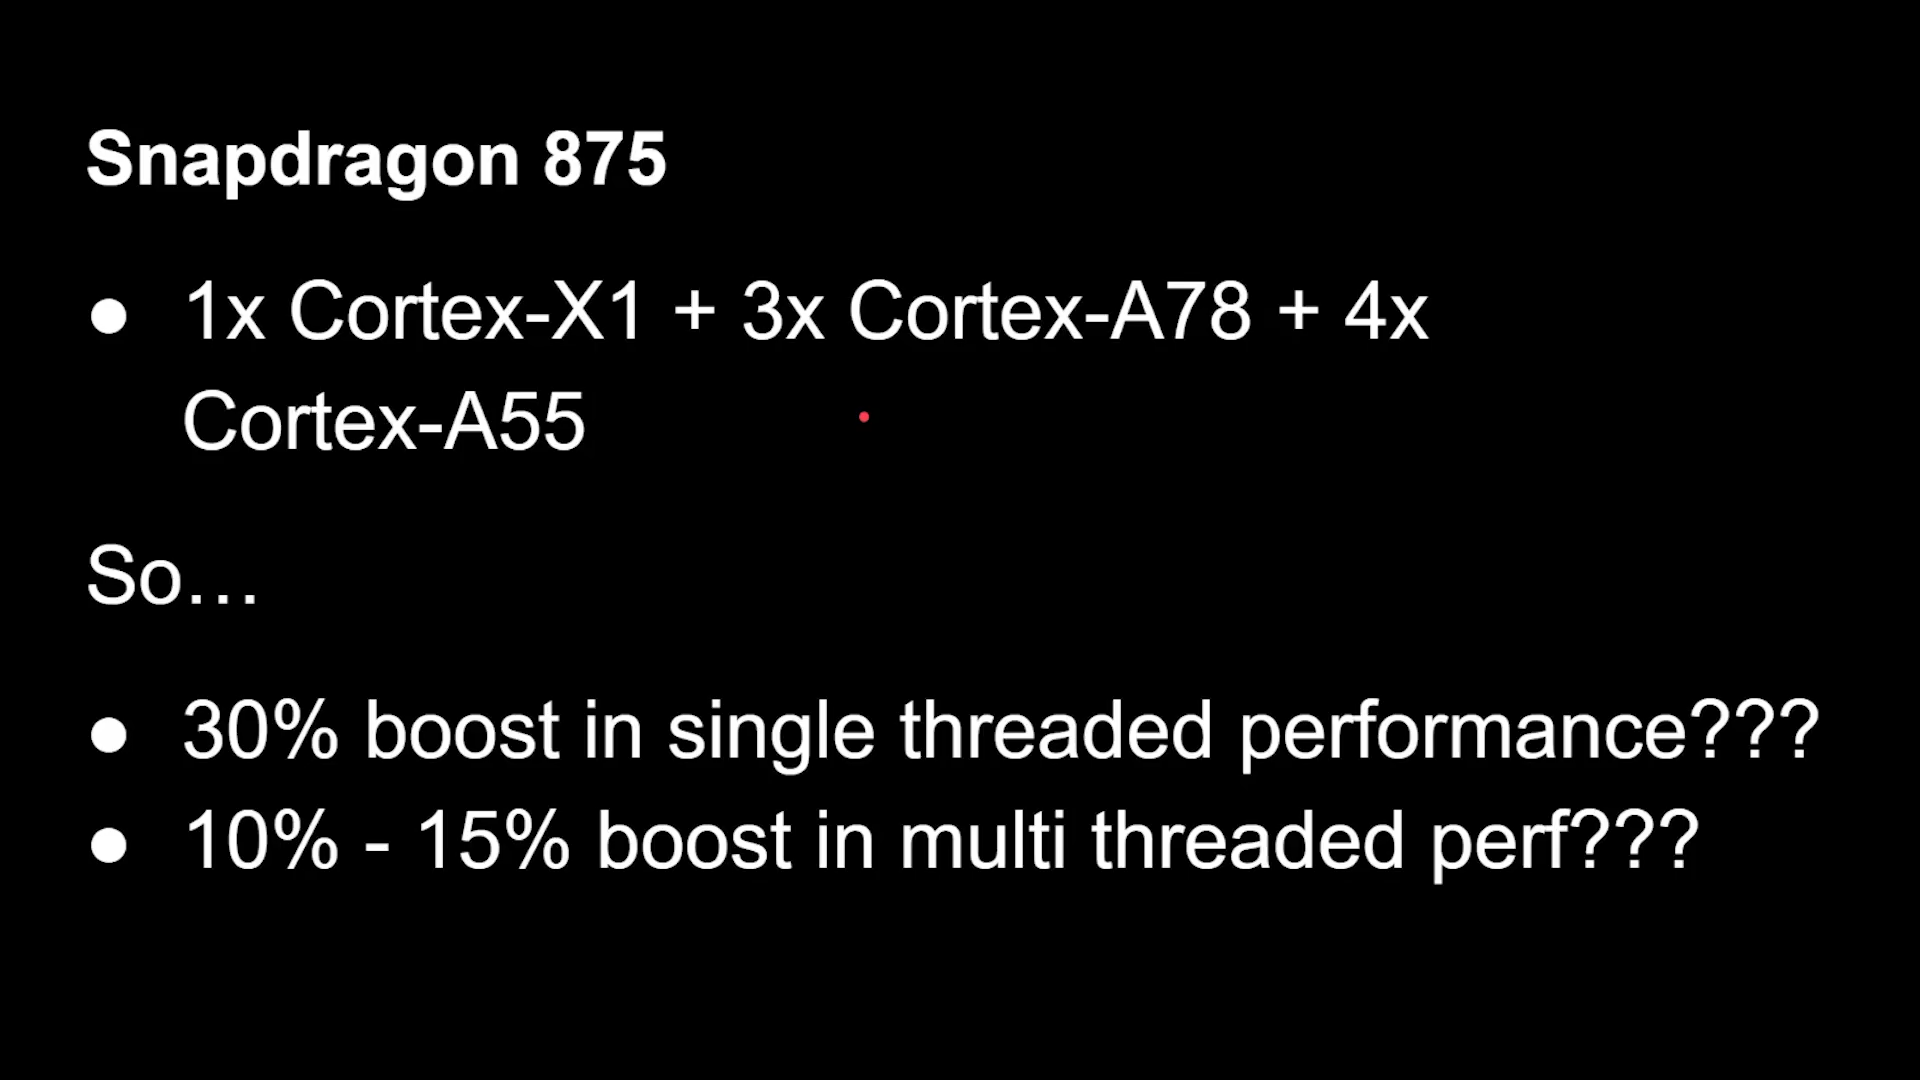 Snapdragon 875
● 1x Cortex-X1 + 3x Cortex-A78 + 4x
Cortex-A55
So…
● 30% boost in single threaded performance???
● 10% - 15% boost in multi threaded perf???